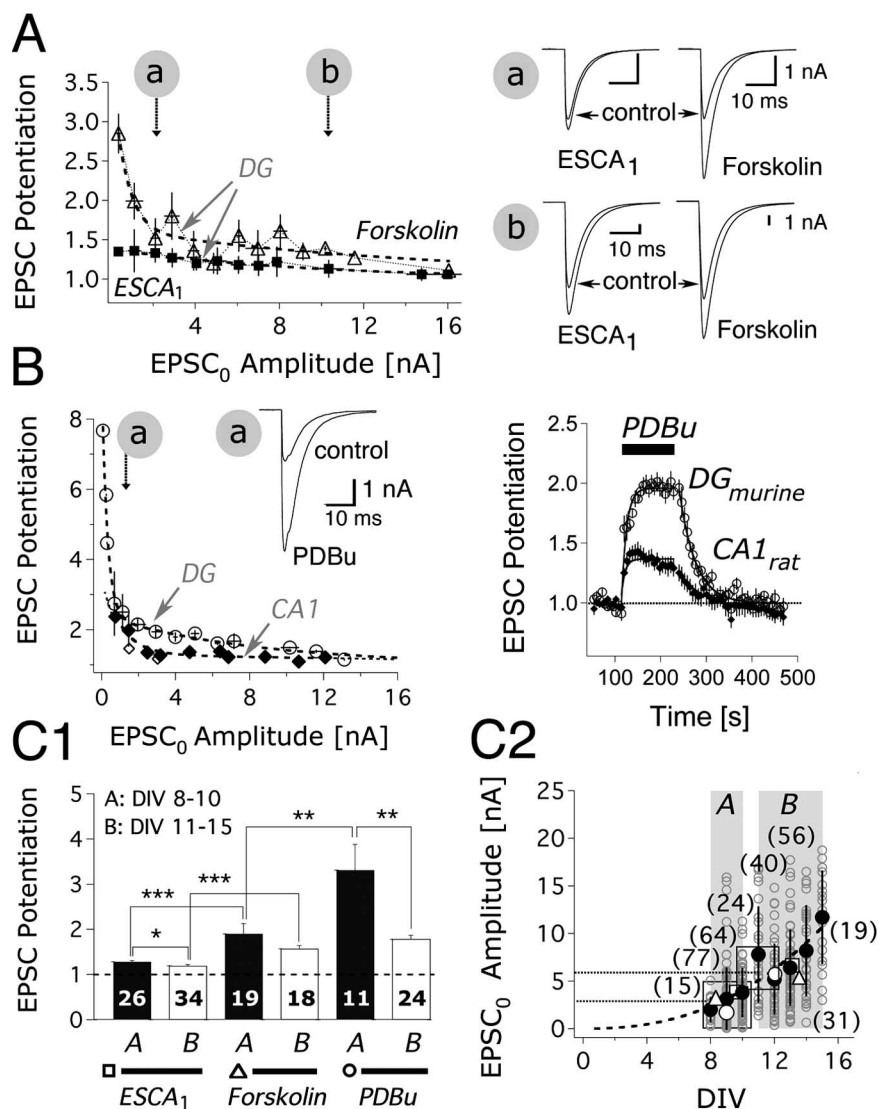 A
EPSC Potentiation
3.5
3.0
2.5
2.0
1.5
1.0
a
b
DG
Forskolin
ESCA₁
4
8
12
16
EPSC₀ Amplitude [nA]
a
control
1 nA
10 ms
ESCA₁
Forskolin
b
1 nA
10 ms
control
ESCA₁
Forskolin
B
EPSC Potentiation
8
6
4
2
a
a
control
1 nA
10 ms
PDBu
DG
CA1
0
4
8
12
16
EPSC₀ Amplitude [nA]
EPSC Potentiation
2.5
2.0
1.5
1.0
PDBu
DGmurine
CA1rat
100
200
300
400
500
Time [s]
C1
EPSC Potentiation
5
4
3
2
1
0
A: DIV 8-10
B: DIV 11-15
**
**
***
***
*
26
34
19
18
11
24
A
B
A
B
A
B
ESCA₁
Forskolin
PDBu
C2
EPSC₀ Amplitude [nA]
25
20
15
10
5
0
A
B
(56)
(40)
(24)
(64)
(77)
(15)
(19)
(31)
0
4
8
12
16
DIV